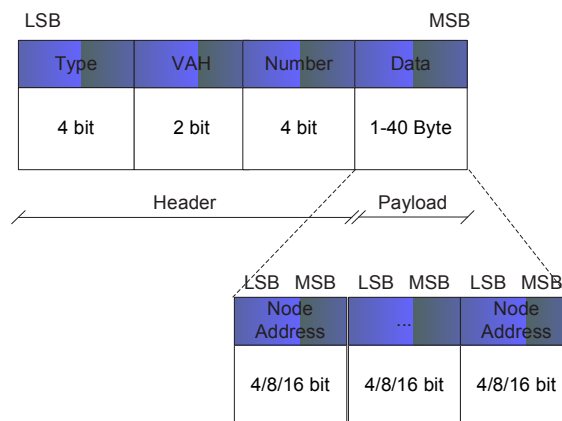 LSB MSB
Type VAH Number Data
4 bit 2 bit 4 bit 1-40 Byte
Header Payload
LSB MSB LSB MSB LSB MSB
Node Address ... Node Address
4/8/16 bit 4/8/16 bit 4/8/16 bit